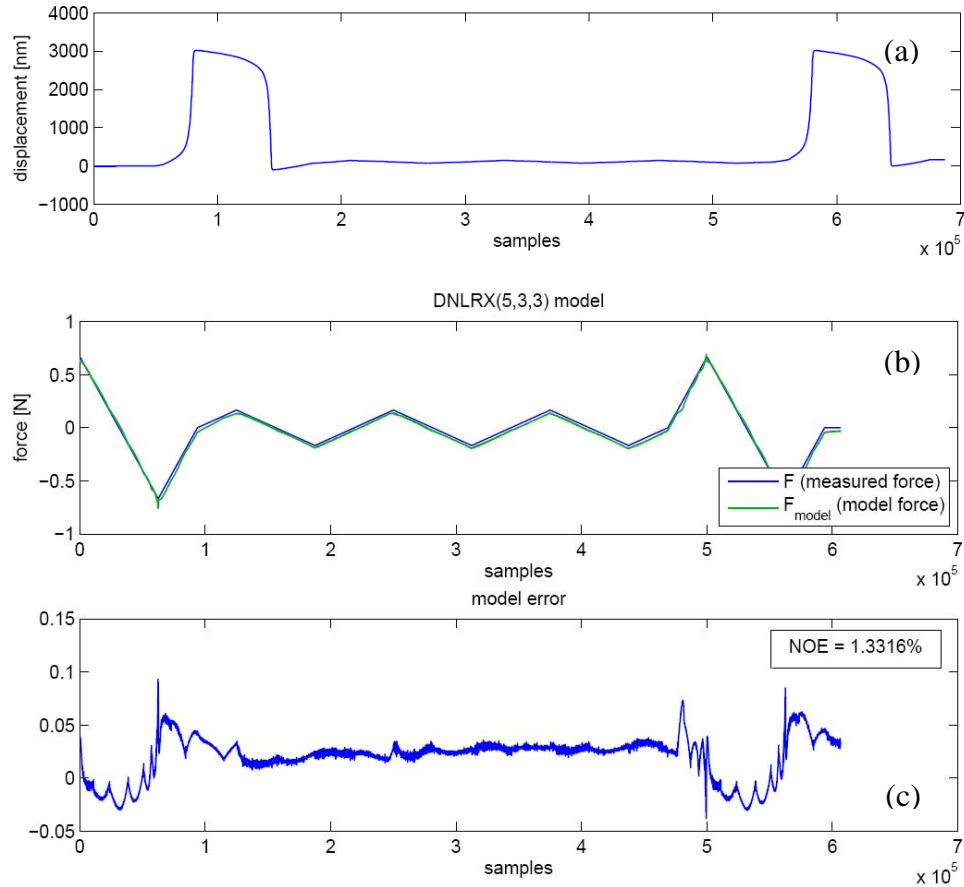 4000
3000
2000
1000
0
−1000
displacement [nm]
(a)
0 1 2 3 4 5 6 7
samples
x 10^5
DNLRX(5,3,3) model
1
0.5
0
−0.5
−1
force [N]
(b)
F (measured force)
F_model (model force)
0 1 2 3 4 5 6 7
samples
x 10^5
model error
0.15
0.1
0.05
0
−0.05
NOE = 1.3316%
(c)
0 1 2 3 4 5 6 7
samples
x 10^5